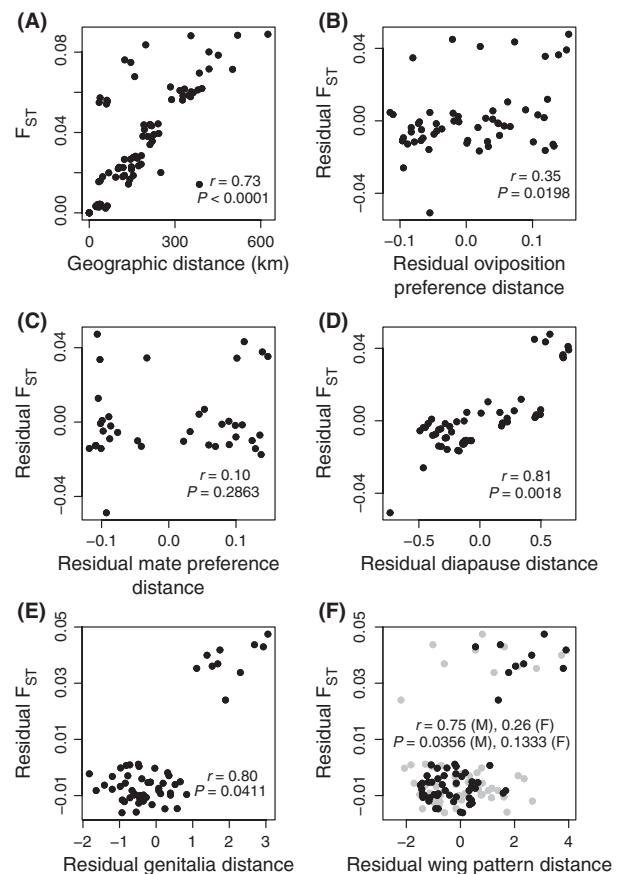 (A)
0.08
0.04
0.00
F_ST
r = 0.73
P < 0.0001
0 300 600
Geographic distance (km)
(B)
0.04
0.00
−0.04
Residual F_ST
r = 0.35
P = 0.0198
−0.1 0.0 0.1
Residual oviposition
preference distance
(C)
0.04
0.00
−0.04
Residual F_ST
r = 0.10
P = 0.2863
−0.1 0.0 0.1
Residual mate preference
distance
(D)
0.04
0.00
−0.04
Residual F_ST
r = 0.81
P = 0.0018
−0.5 0.0 0.5
Residual diapause distance
(E)
0.05
0.03
0.01
−0.01
Residual F_ST
r = 0.80
P = 0.0411
−2 −1 0 1 2 3
Residual genitalia distance
(F)
0.05
0.03
0.01
−0.01
Residual F_ST
r = 0.75 (M), 0.26 (F)
P = 0.0356 (M), 0.1333 (F)
−2 0 2 4
Residual wing pattern distance